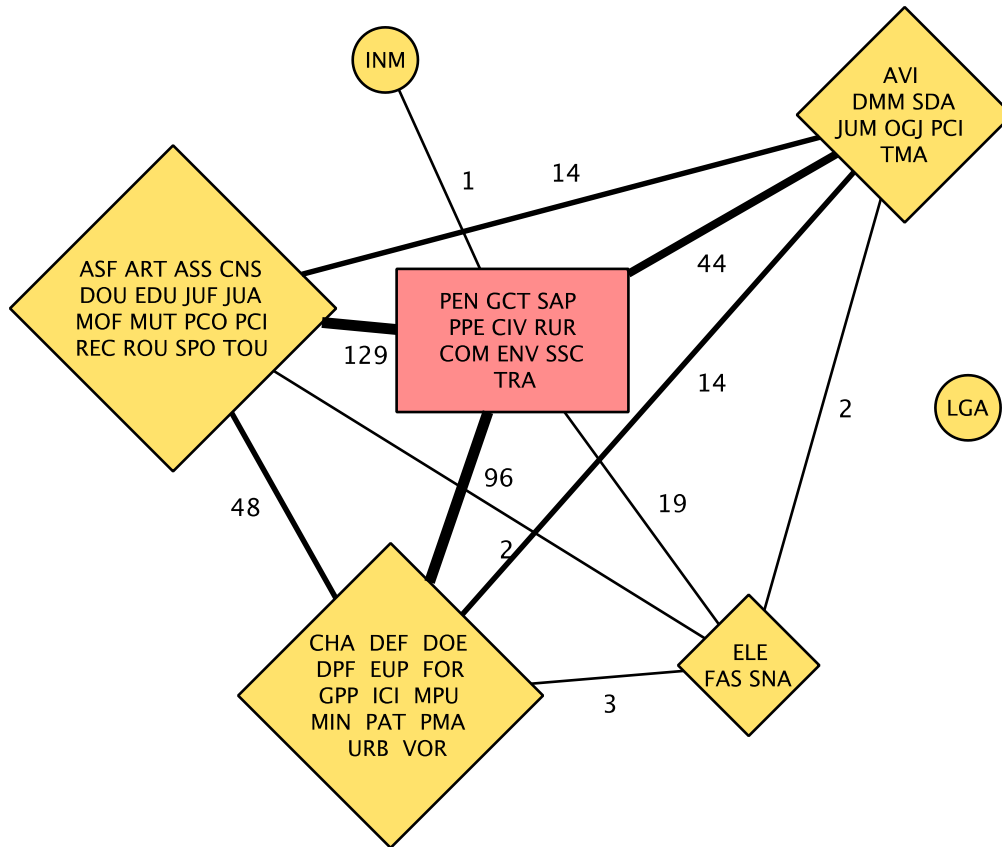 INM
AVI
DMM SDA
JUM OGJ PCI
TMA
1
14
44
ASF ART ASS CNS
DOU EDU JUF JUA
MOF MUT PCO PCI
REC ROU SPO TOU
PEN GCT SAP
PPE CIV RUR
COM ENV SSC
TRA
129
14
2
LGA
48
96
19
2
CHA DEF DOE
DPF EUP FOR
GPP ICI MPU
MIN PAT PMA
URB VOR
ELE
FAS SNA
3